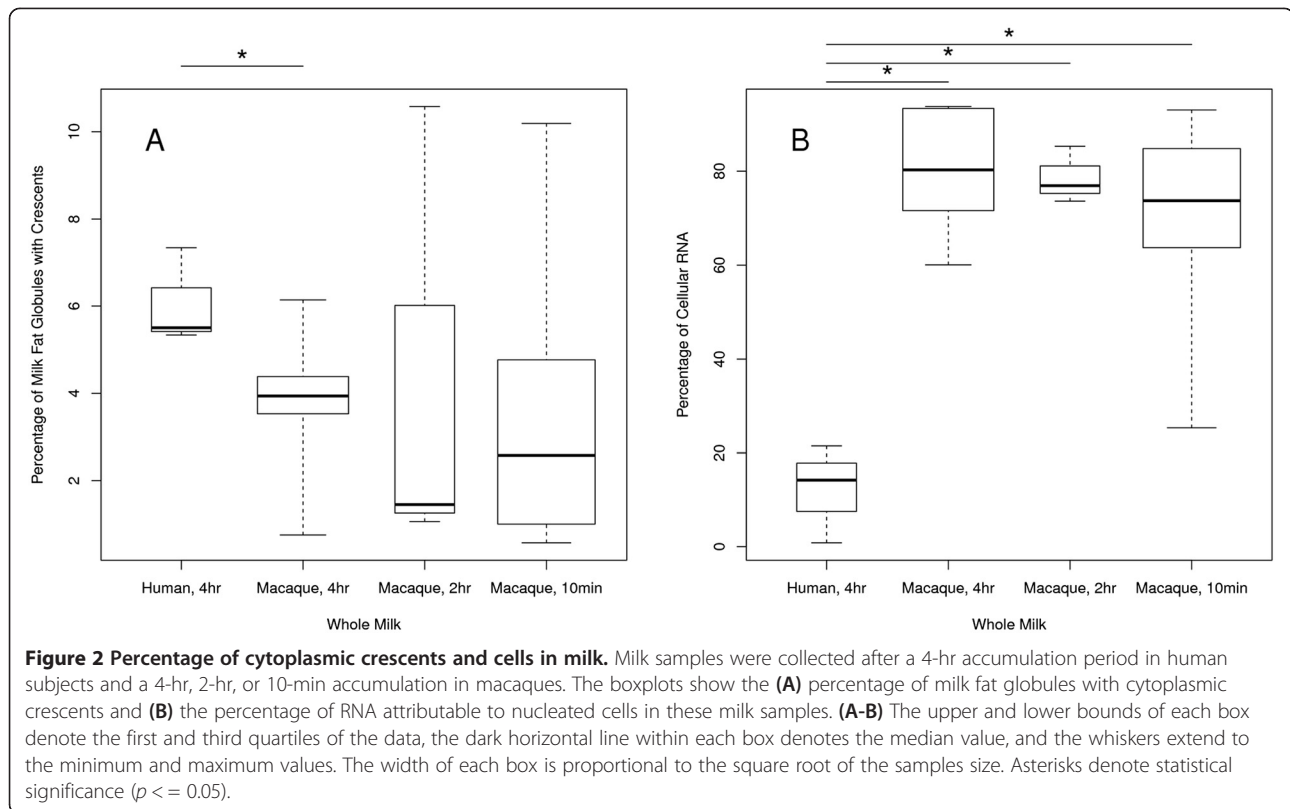 *
*
*
*
A
B
Percentage of Milk Fat Globules with Crescents
10
8
6
4
2
Human, 4hr Macaque, 4hr Macaque, 2hr Macaque, 10min
Whole Milk
Percentage of Cellular RNA
80
60
40
20
0
Human, 4hr Macaque, 4hr Macaque, 2hr Macaque, 10min
Whole Milk
Figure 2 Percentage of cytoplasmic crescents and cells in milk. Milk samples were collected after a 4-hr accumulation period in human
subjects and a 4-hr, 2-hr, or 10-min accumulation in macaques. The boxplots show the (A) percentage of milk fat globules with cytoplasmic
crescents and (B) the percentage of RNA attributable to nucleated cells in these milk samples. (A-B) The upper and lower bounds of each box
denote the first and third quartiles of the data, the dark horizontal line within each box denotes the median value, and the whiskers extend to
the minimum and maximum values. The width of each box is proportional to the square root of the samples size. Asterisks denote statistical
significance (p < = 0.05).